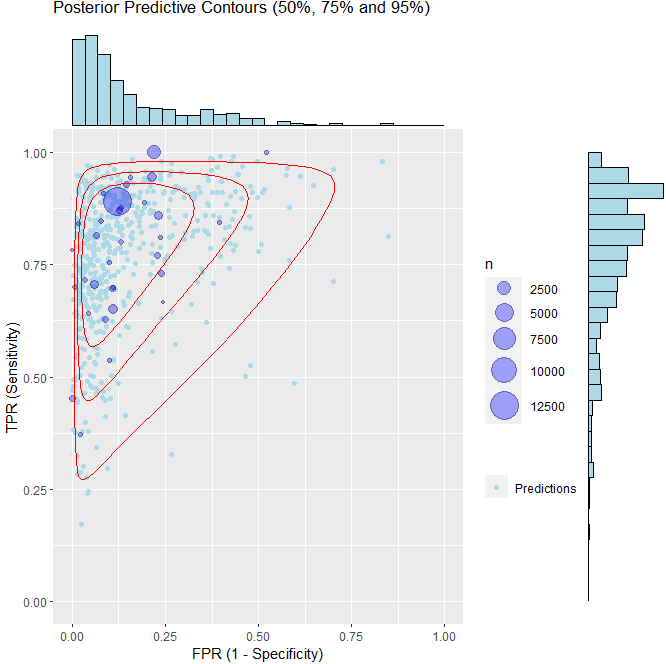 Posterior Predictive Contours (50%, 75% and 95%)
1.00
0.75
0.50
0.25
0.00
TPR (Sensitivity)
0.00 0.25 0.50 0.75 1.00
FPR (1 - Specificity)
n
2500
5000
7500
10000
12500
Predictions